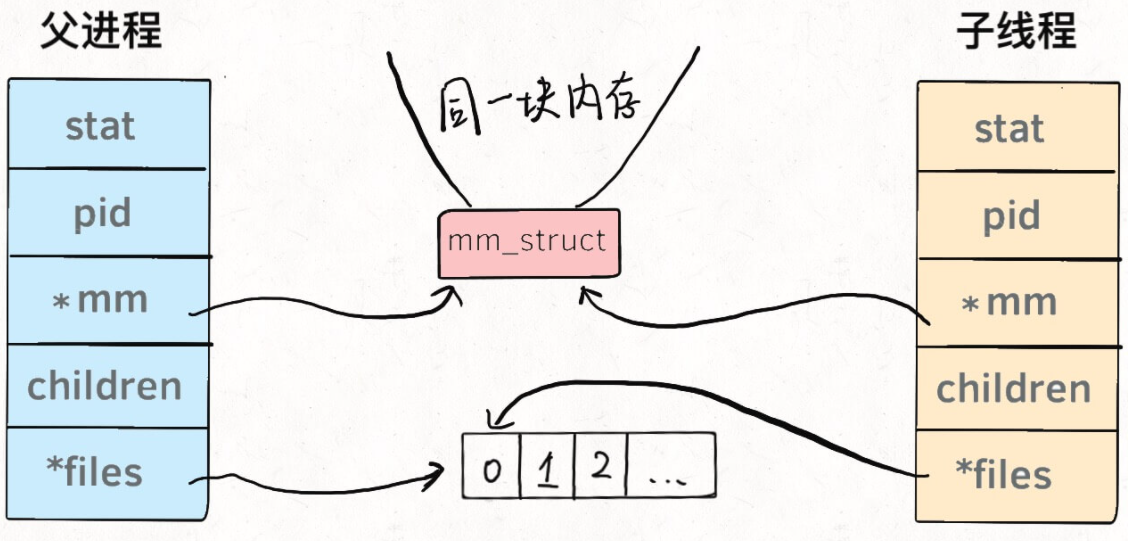 父进程
子线程
同一块内存
stat
pid
*mm
children
*files
mm_struct
0 1 2 ...
stat
pid
*mm
children
*files